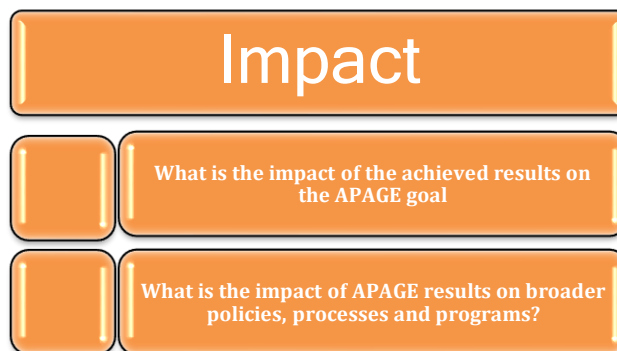 Impact
What is the impact of the achieved results on
the APAGE goal
What is the impact of APAGE results on broader
policies, processes and programs?